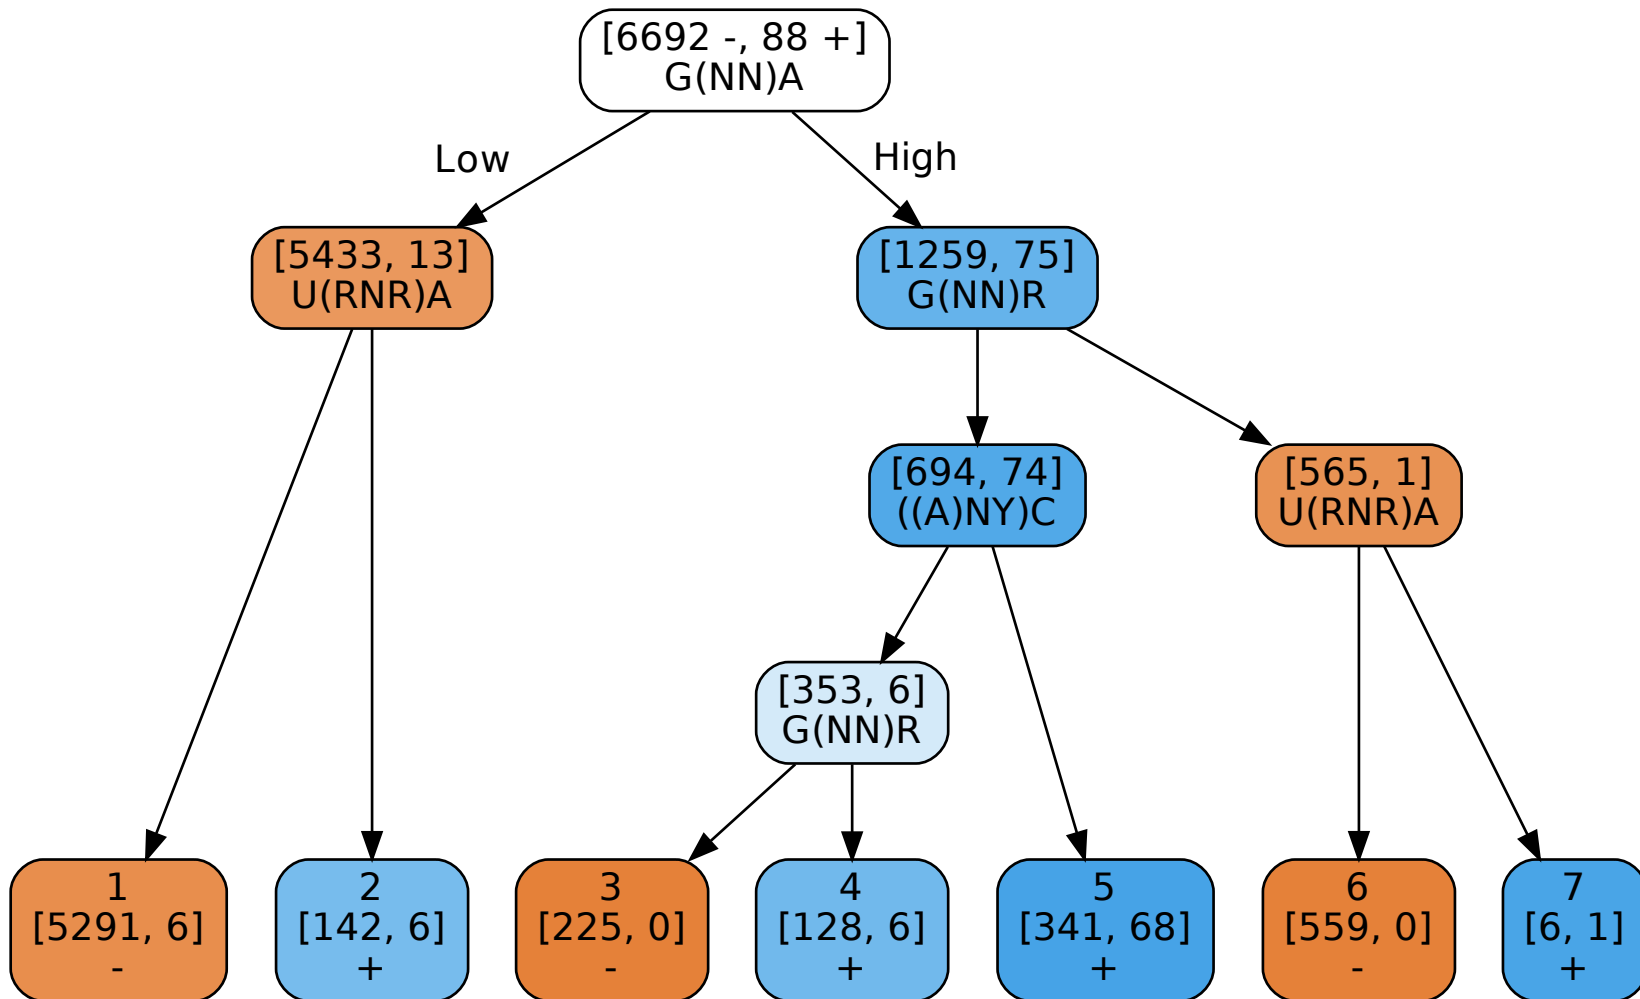 [6692 -, 88 +]
G(NN)A
Low
High
[5433, 13]
U(RNR)A
[1259, 75]
G(NN)R
[694, 74]
((A)NY)C
[565, 1]
U(RNR)A
[353, 6]
G(NN)R
1
[5291, 6]
-
2
[142, 6]
+
3
[225, 0]
-
4
[128, 6]
+
5
[341, 68]
+
6
[559, 0]
-
7
[6, 1]
+